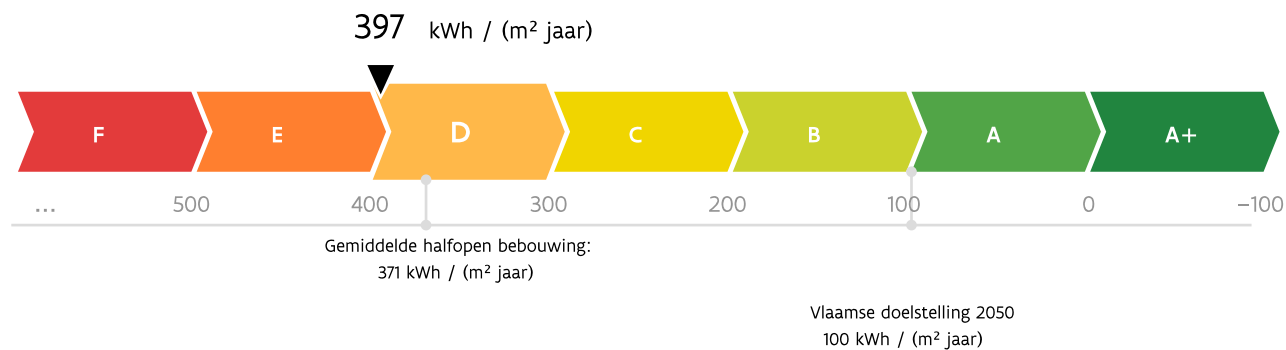 397 kWh / (m² jaar)
F E D C B A A+
... 500 400 300 200 100 0 –100
Gemiddelde halfopen bebouwing:
371 kWh / (m² jaar)
Vlaamse doelstelling 2050
100 kWh / (m² jaar)